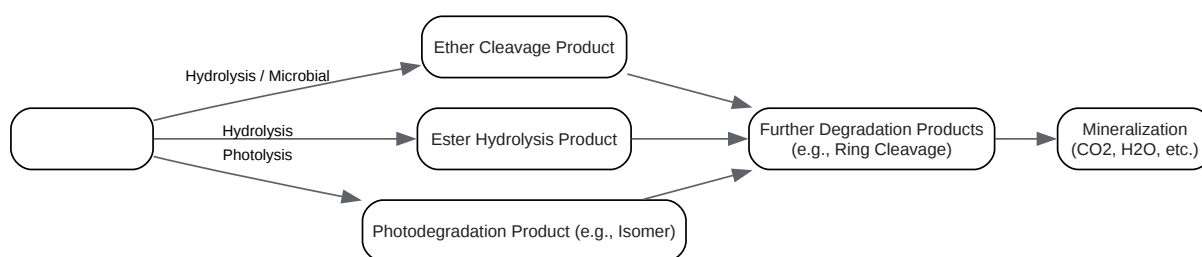 Ether Cleavage Product
Hydrolysis / Microbial
Hydrolysis
Ester Hydrolysis Product
Further Degradation Products
(e.g., Ring Cleavage)
Mineralization
(CO2, H2O, etc.)
Photolysis
Photodegradation Product (e.g., Isomer)